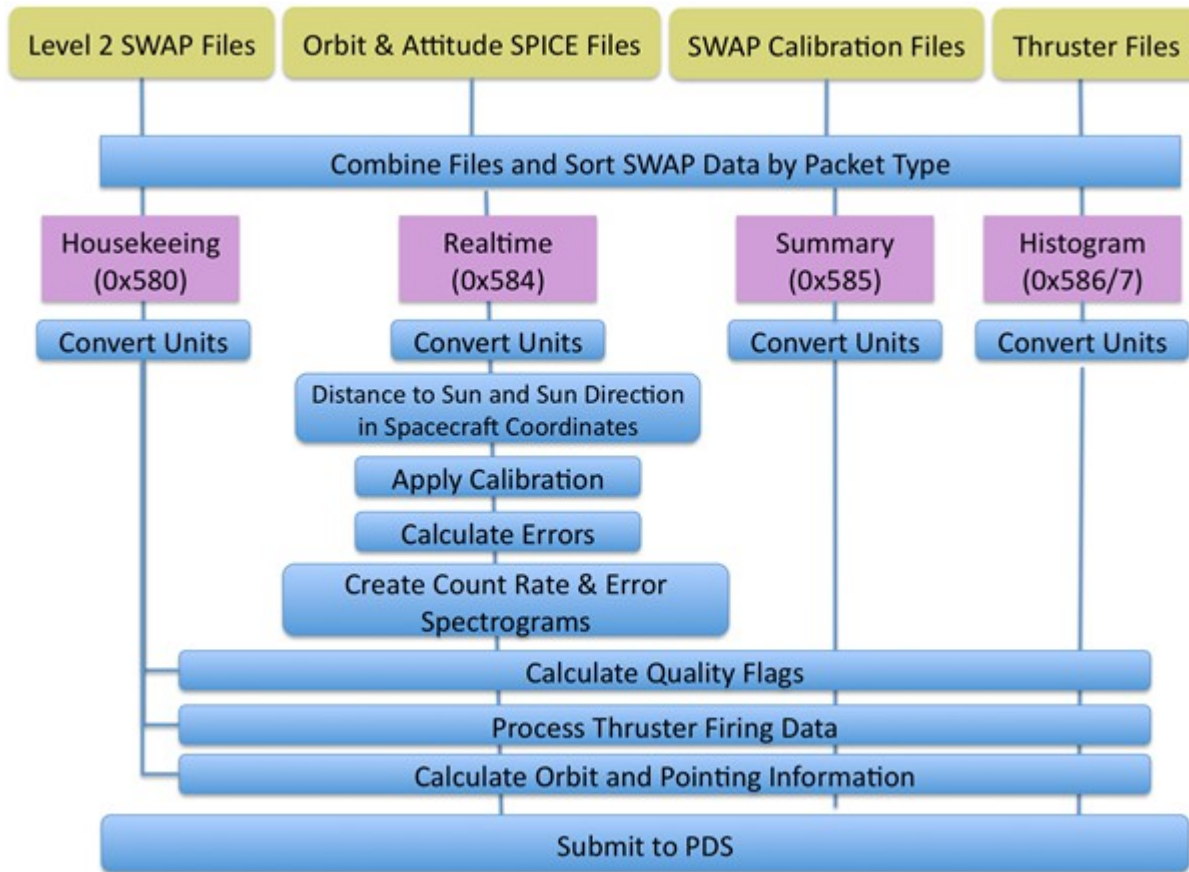 Level 2 SWAP Files
Orbit & Attitude SPICE Files
SWAP Calibration Files
Thruster Files
Combine Files and Sort SWAP Data by Packet Type
Housekeeing
(0x580)
Realtime
(0x584)
Summary
(0x585)
Histogram
(0x586/7)
Convert Units
Convert Units
Convert Units
Convert Units
Distance to Sun and Sun Direction
in Spacecraft Coordinates
Apply Calibration
Calculate Errors
Create Count Rate & Error
Spectrograms
Calculate Quality Flags
Process Thruster Firing Data
Calculate Orbit and Pointing Information
Submit to PDS